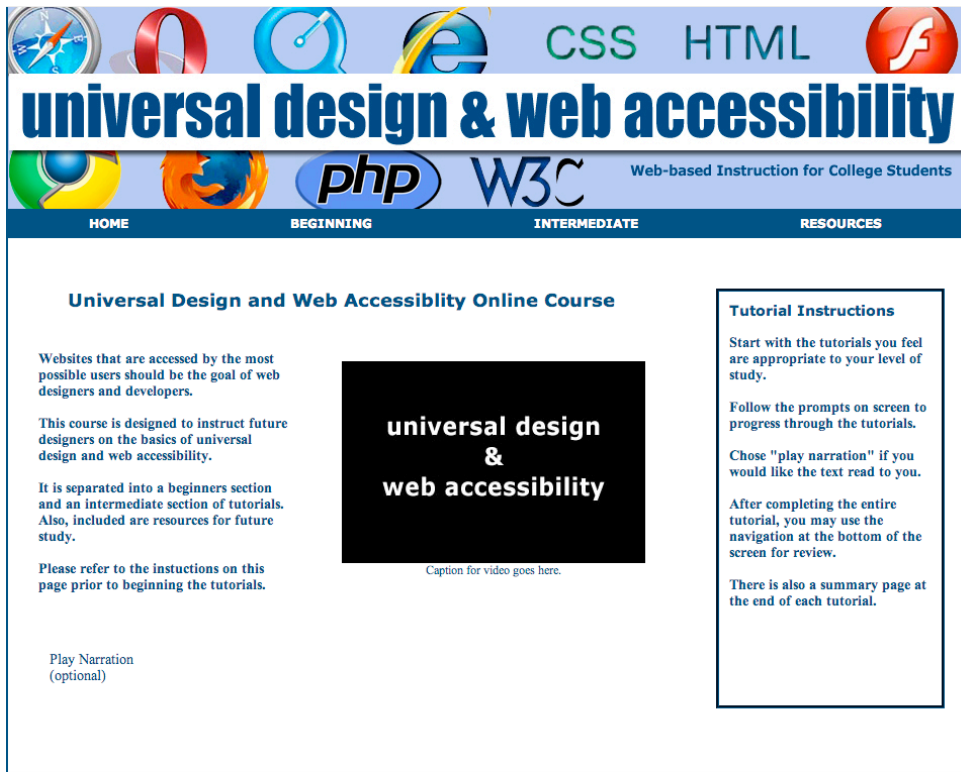 CSS HTML
universal design & web accessibility
php W3C Web-based Instruction for College Students
HOME BEGINNING INTERMEDIATE RESOURCES
Universal Design and Web Accessiblity Online Course
Websites that are accessed by the most
possible users should be the goal of web
designers and developers.
This course is designed to instruct future
designers on the basics of universal
design and web accessibility.
It is separated into a beginners section
and an intermediate section of tutorials.
Also, included are resources for future
study.
Please refer to the instuctions on this
page prior to beginning the tutorials.
Play Narration
(optional)
universal design
&
web accessibility
Caption for video goes here.
Tutorial Instructions
Start with the tutorials you feel
are appropriate to your level of
study.
Follow the prompts on screen to
progress through the tutorials.
Chose "play narration" if you
would like the text read to you.
After completing the entire
tutorial, you may use the
navigation at the bottom of the
screen for review.
There is also a summary page at
the end of each tutorial.